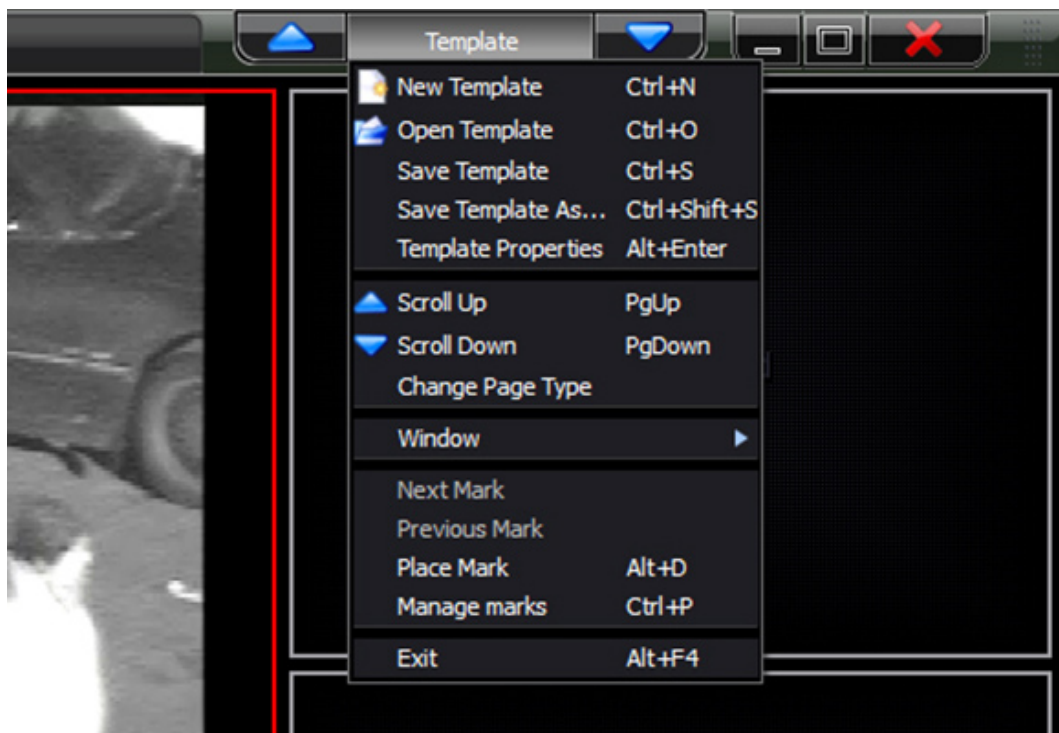 Template
New Template Ctrl+N
Open Template Ctrl+O
Save Template Ctrl+S
Save Template As... Ctrl+Shift+S
Template Properties Alt+Enter
Scroll Up PgUp
Scroll Down PgDown
Change Page Type
Window
Next Mark
Previous Mark
Place Mark Alt+D
Manage marks Ctrl+P
Exit Alt+F4